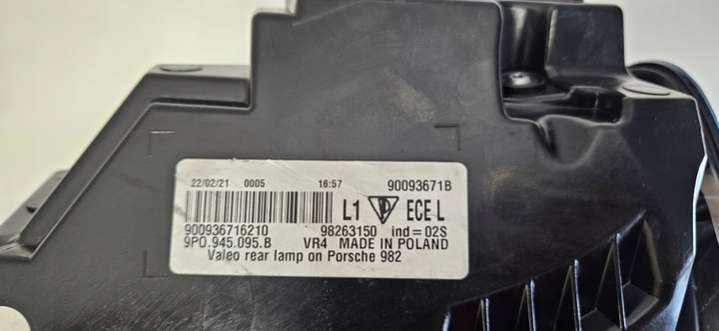 22/02/21 0005 16:57 90093671B
L1 ECE L
900936716210 98263150 ind=02S
9P0.945.095.B VR4 MADE IN POLAND
Valeo rear lamp on Porsche 982